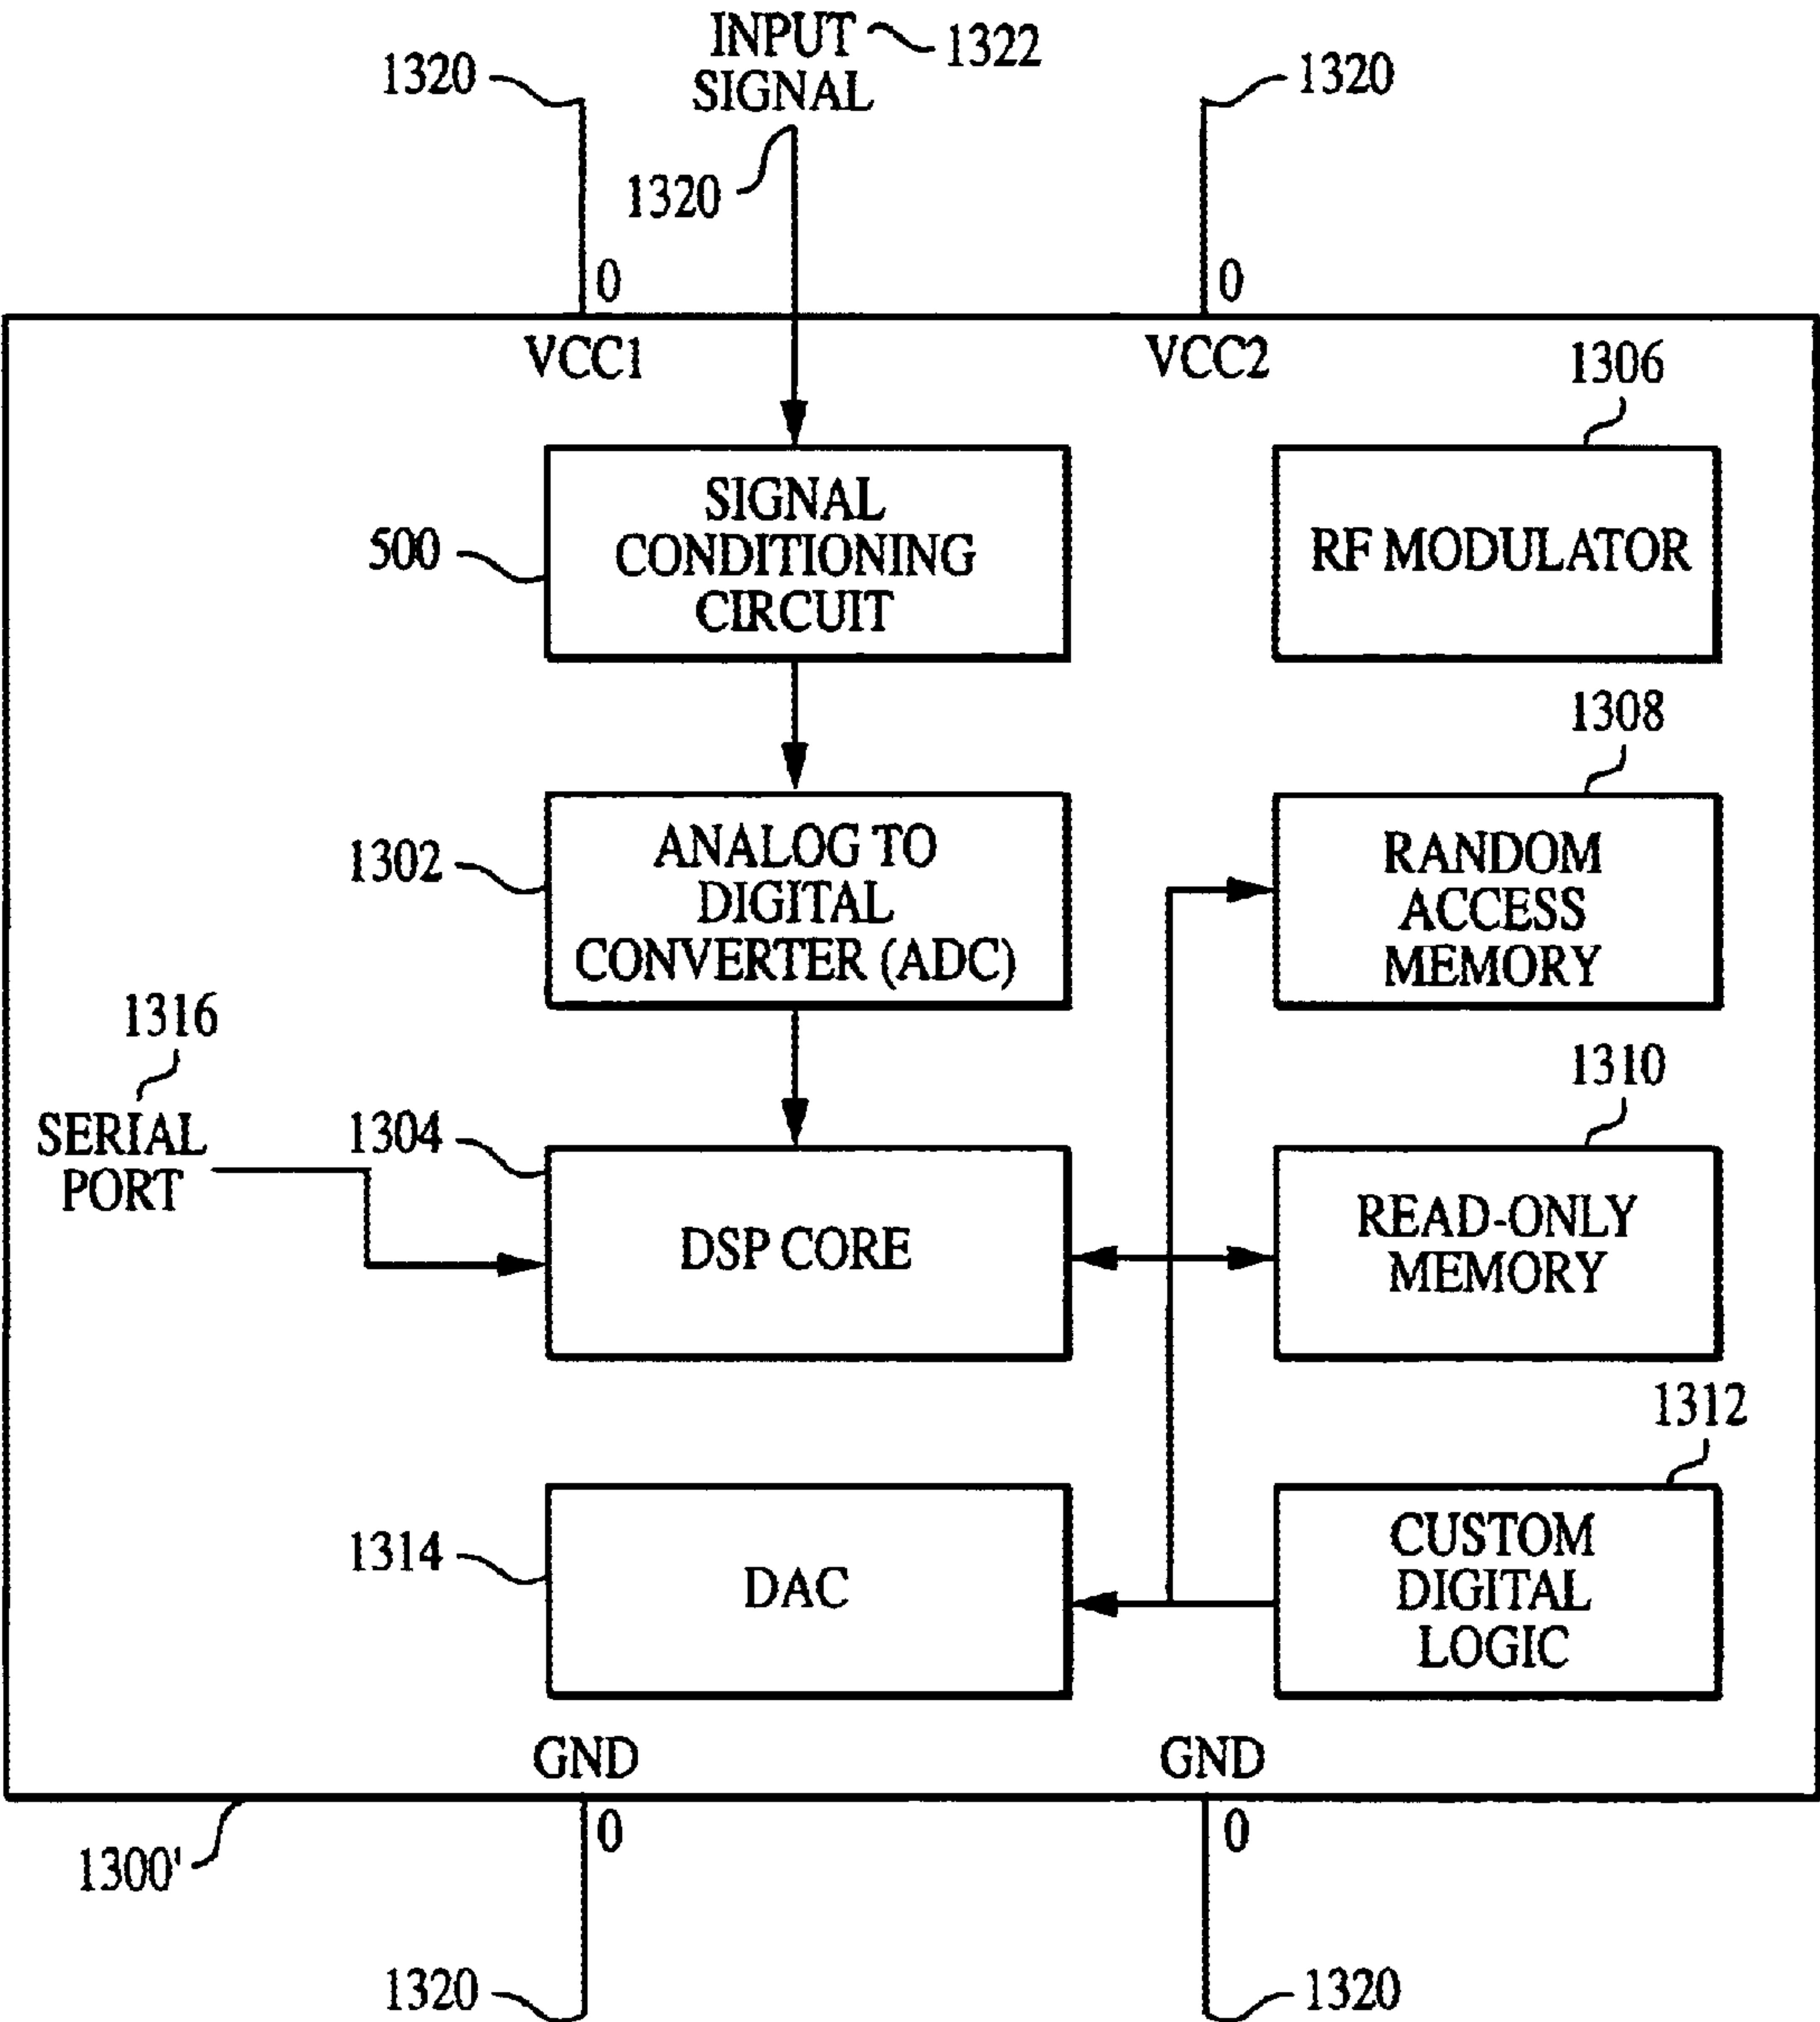 INPUT
SIGNAL
1322
1320
1320
1320
0
0
VCC1
VCC2
1306
SIGNAL
CONDITIONING
CIRCUIT
500
RF MODULATOR
1308
ANALOG TO
DIGITAL
CONVERTER (ADC)
1302
RANDOM
ACCESS
MEMORY
1316
SERIAL
PORT
1304
1310
DSP CORE
READ-ONLY
MEMORY
1312
1314
DAC
CUSTOM
DIGITAL
LOGIC
GND
GND
0
0
1300'
1320
1320